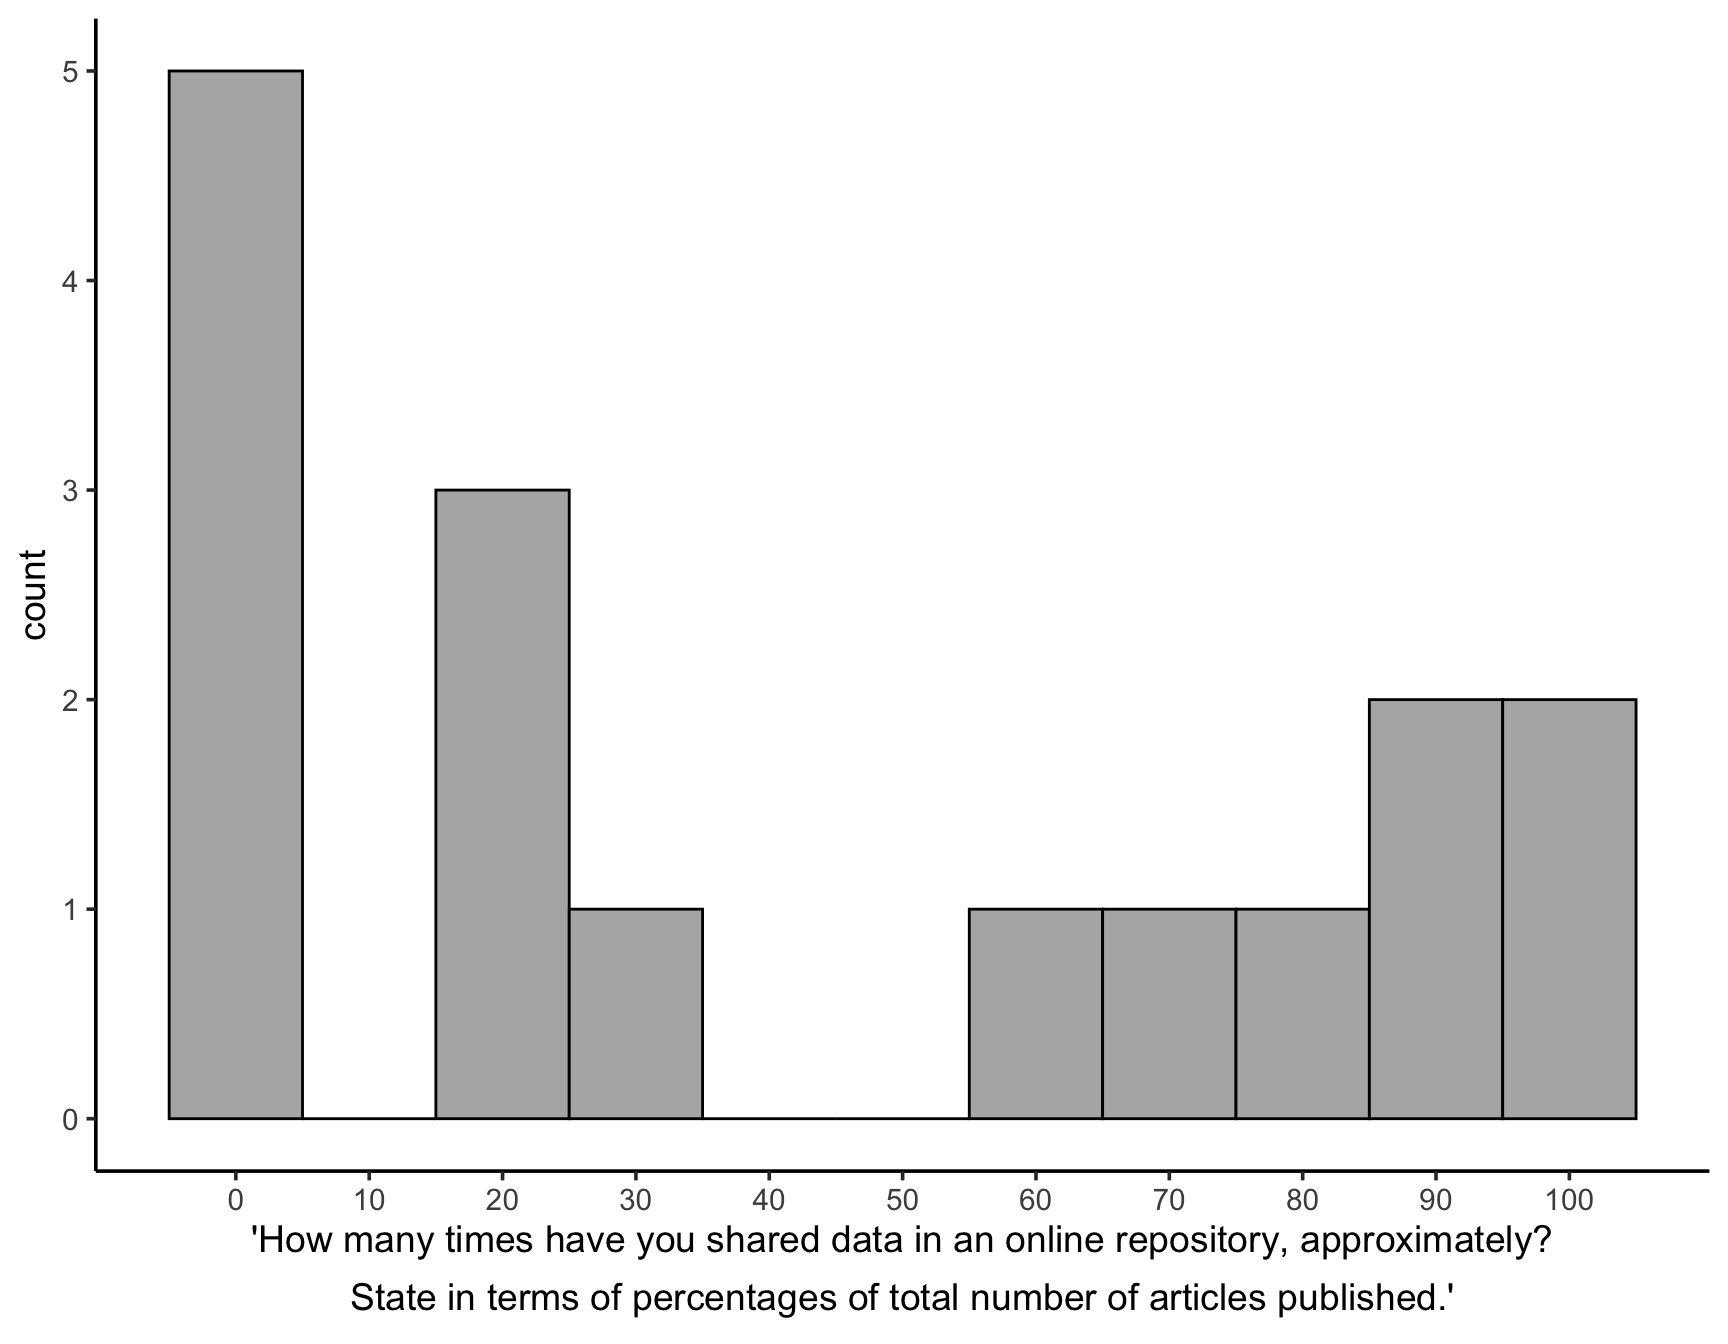 5
4
3
2
1
0
count
0 10 20 30 40 50 60 70 80 90 100
'How many times have you shared data in an online repository, approximately?
State in terms of percentages of total number of articles published.'